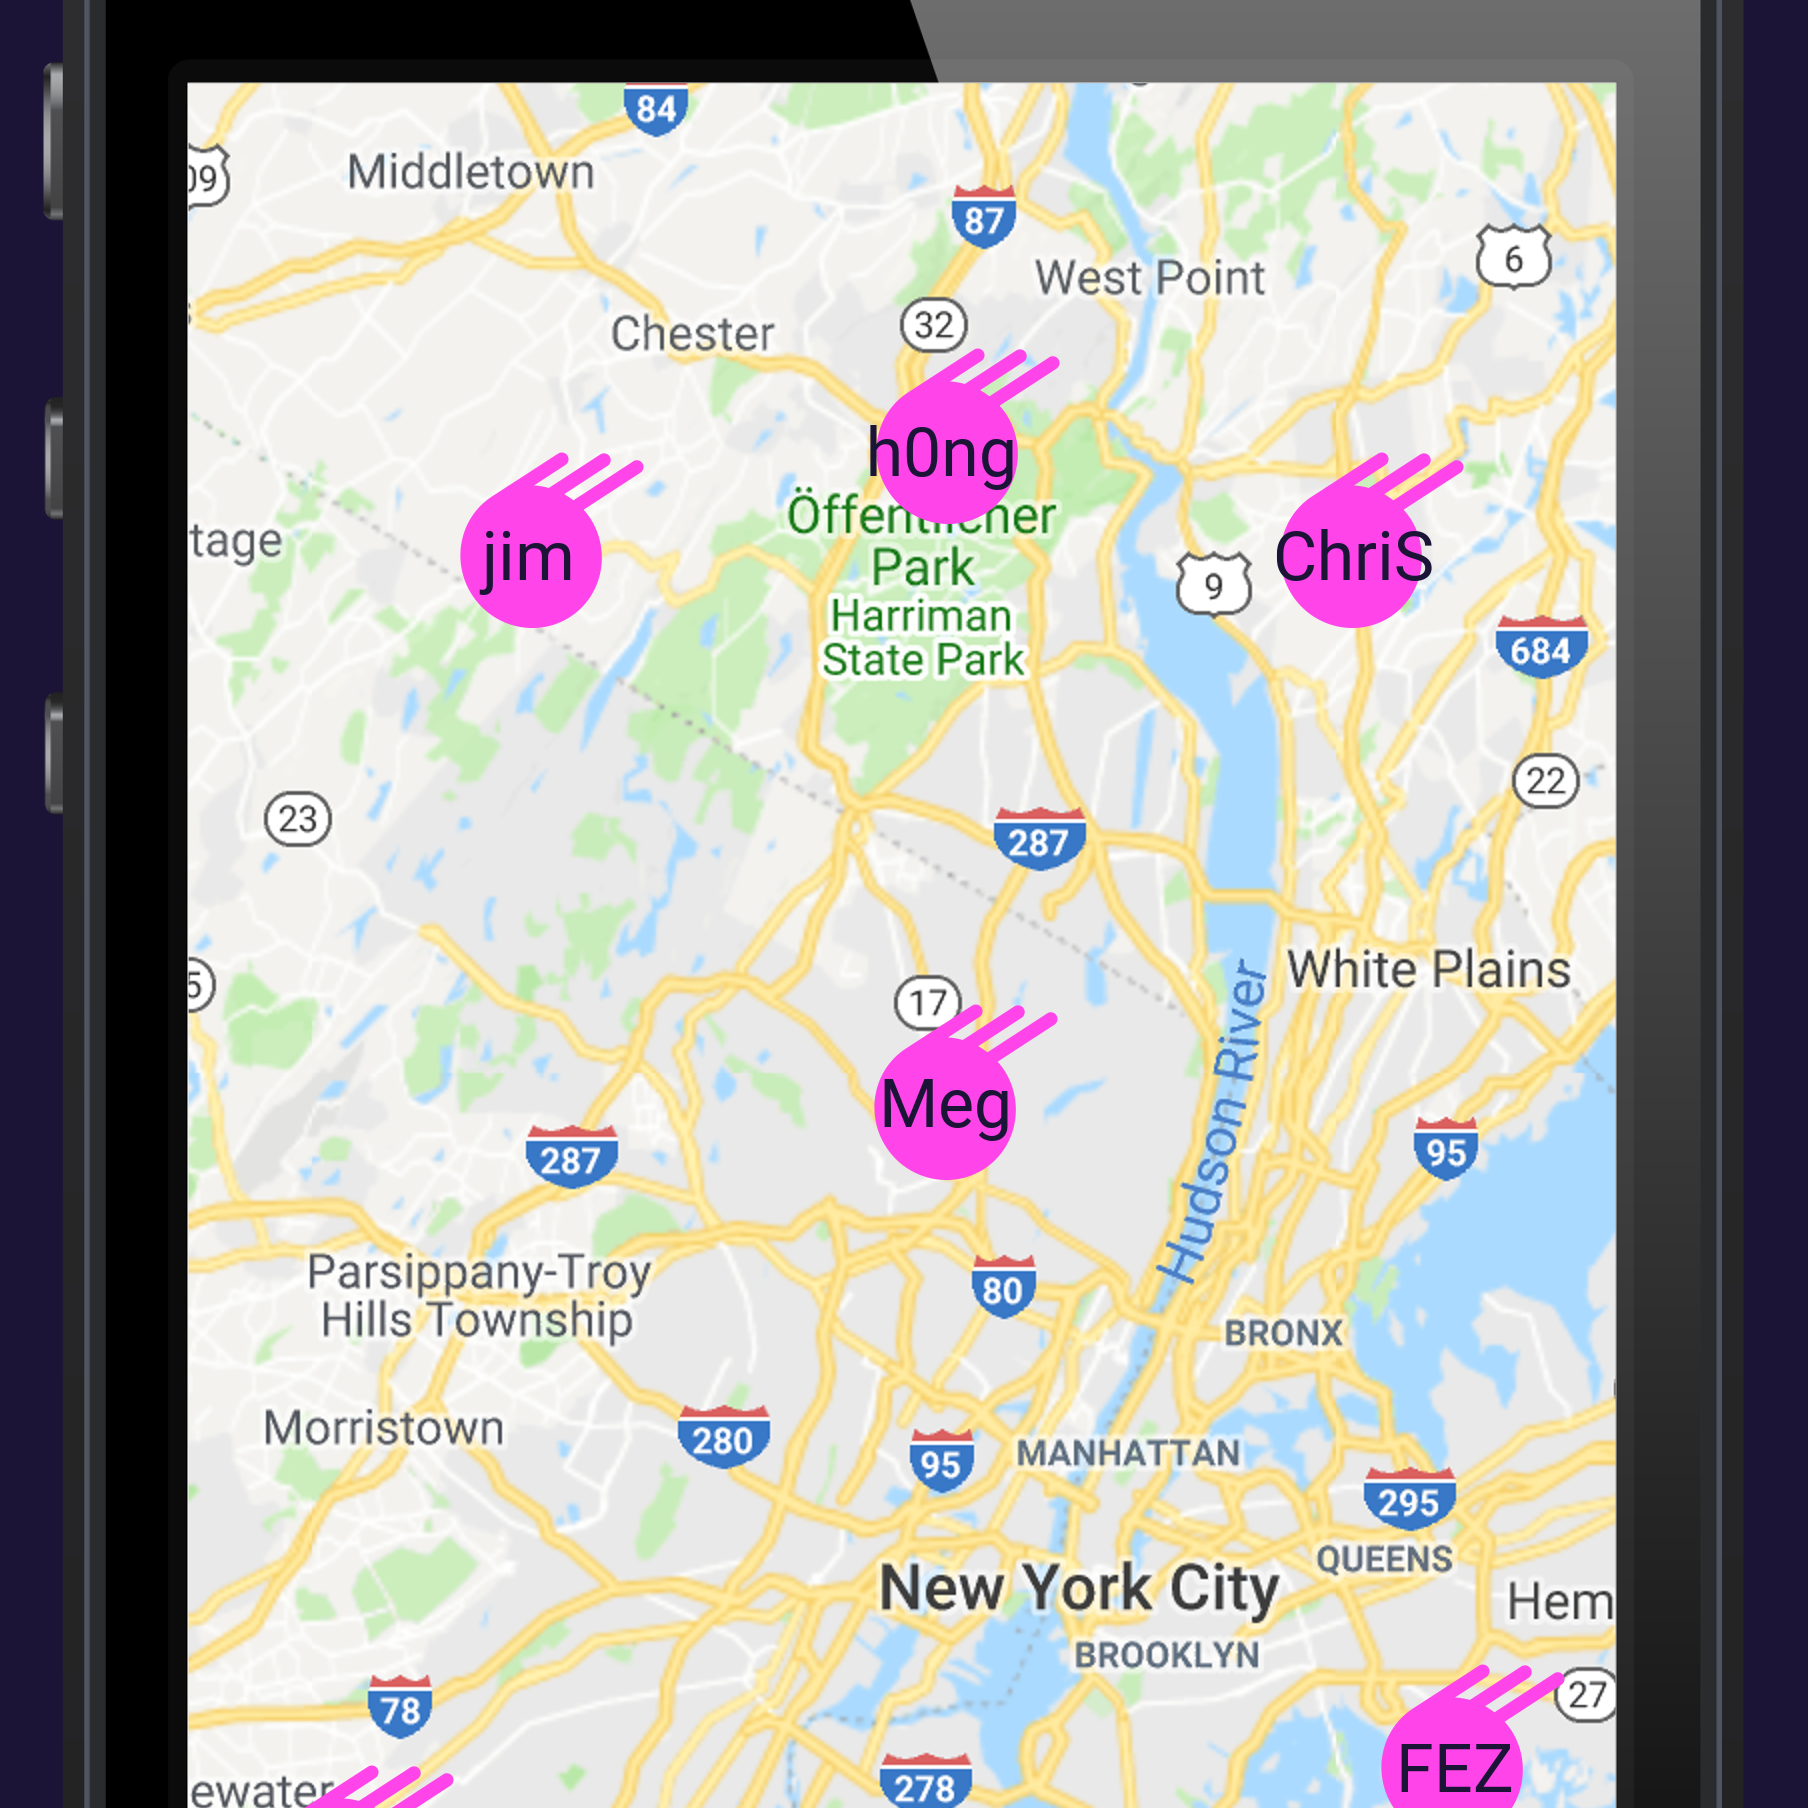 84
Middletown
87
6
West Point
32
Chester
h0ng
jim
ChriS
Öffentlicher
Park
Harriman
State Park
tage
9
684
22
23
287
White Plains
17
Hudson River
Meg
95
287
80
Parsippany-Troy
Hills Township
BRONX
Morristown
280
95
MANHATTAN
295
QUEENS
New York City
Hem
BROOKLYN
27
78
FEZ
278
ewater